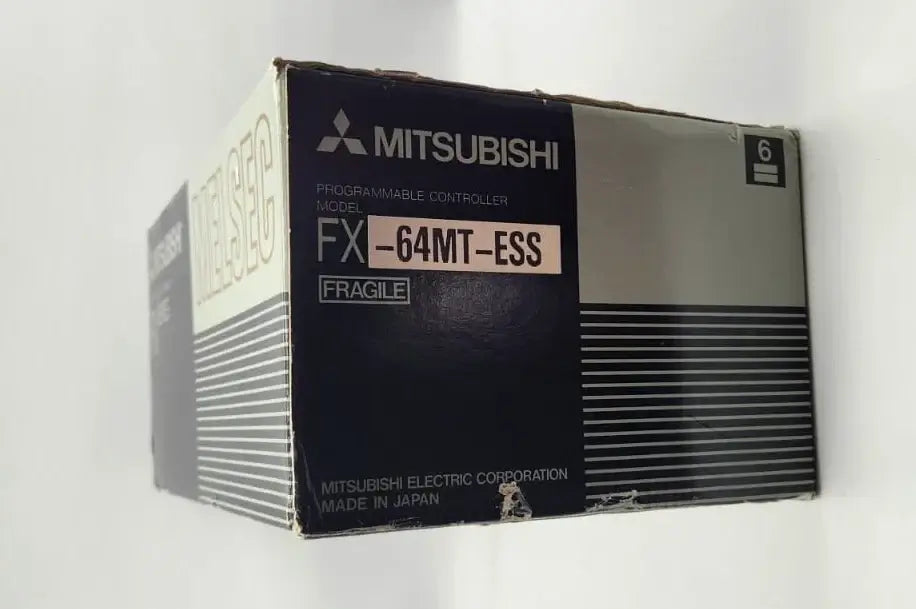 MITSUBISHI
PROGRAMMABLE CONTROLLER
MODEL
FX-64MT-ESS
FRAGILE
MITSUBISHI ELECTRIC CORPORATION
MADE IN JAPAN
6
MELSEC